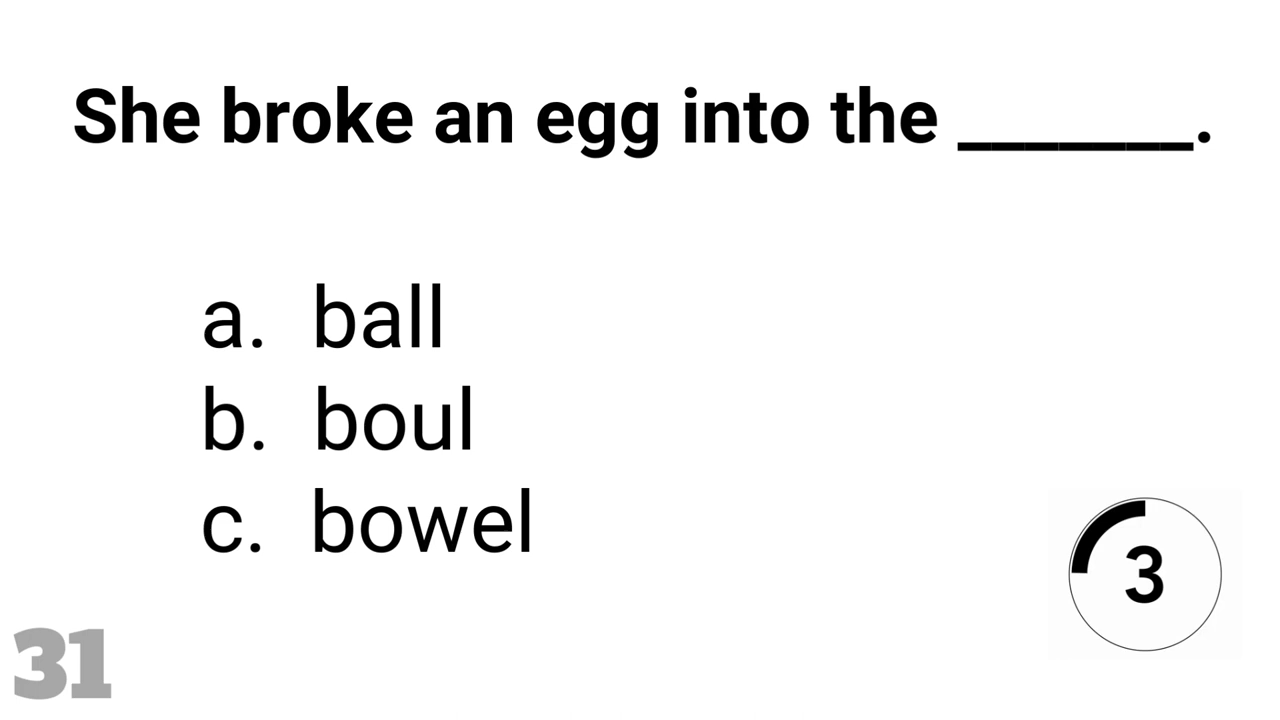 She broke an egg into the _______.
a. ball
b. boul
c. bowel
3
31